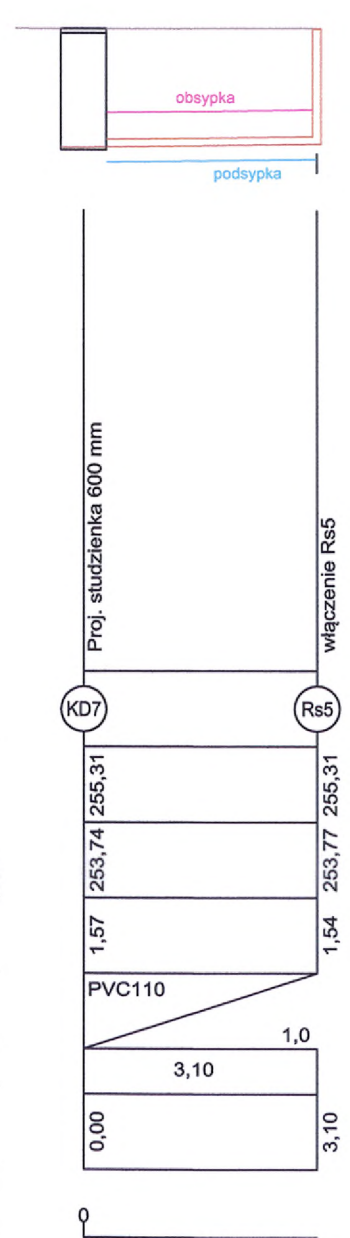 obsypka
podsypka
Proj. studzienka 600 mm
włączenie Rs5
KD7
Rs5
255,31
255,31
253,74
253,77
1,57
1,54
PVC110
1,0
3,10
0,00
3,10
0